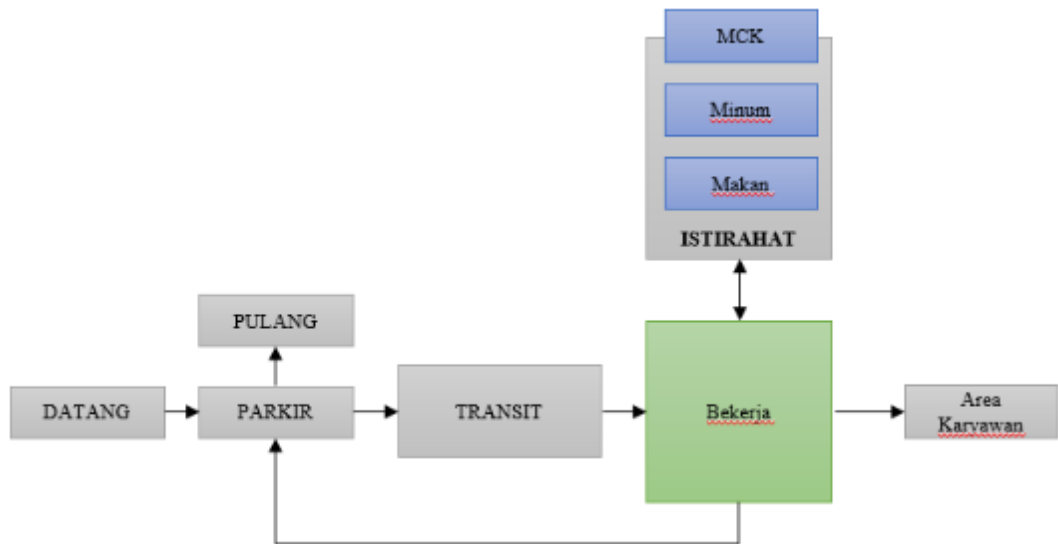 MCK
Minum
Makan
ISTIRAHAT
PULANG
DATANG
PARKIR
TRANSIT
Bekerja
Area
Karyawan